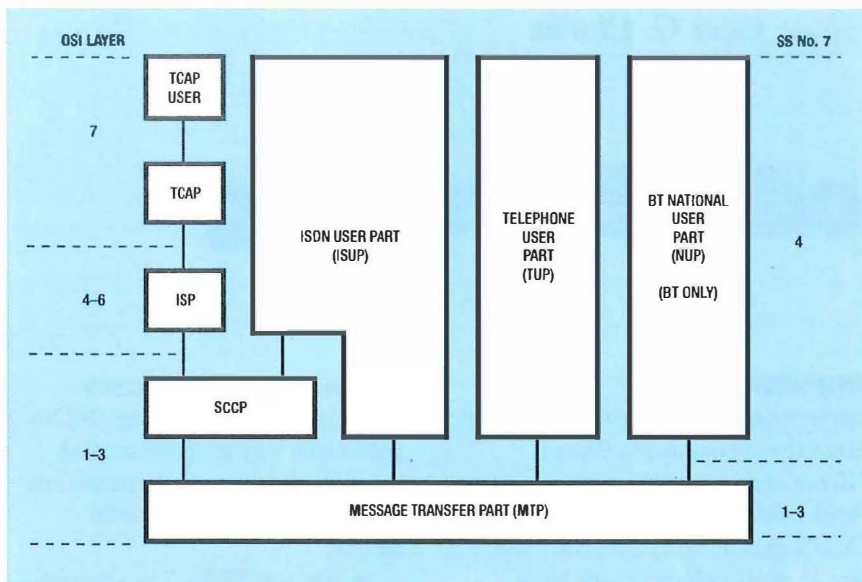 OSI LAYER
SS No. 7
TCAP
USER
7
TCAP
ISDN USER PART
(ISUP)
TELEPHONE
USER
PART
(TUP)
BT NATIONAL
USER
PART
(NUP)
(BT ONLY)
4
4–6
ISP
SCCP
1–3
MESSAGE TRANSFER PART (MTP)
1–3